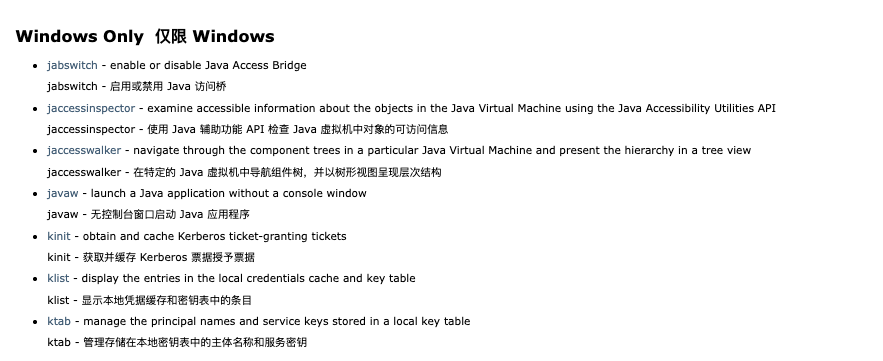 Windows Only 仅限 Windows
jabswitch - enable or disable Java Access Bridge
jabswitch - 启用或禁用 Java 访问桥
jaccessinspector - examine accessible information about the objects in the Java Virtual Machine using the Java Accessibility Utilities API
jaccessinspector - 使用 Java 辅助功能 API 检查 Java 虚拟机中对象的可访问信息
jaccesswalker - navigate through the component trees in a particular Java Virtual Machine and present the hierarchy in a tree view
jaccesswalker - 在特定的 Java 虚拟机中导航组件树，并以树形视图呈现层次结构
javaw - launch a Java application without a console window
javaw - 无控制台窗口启动 Java 应用程序
kinit - obtain and cache Kerberos ticket-granting tickets
kinit - 获取并缓存 Kerberos 票据授予票据
klist - display the entries in the local credentials cache and key table
klist - 显示本地凭据缓存和密钥表中的条目
ktab - manage the principal names and service keys stored in a local key table
ktab - 管理存储在本地密钥表中的主体名称和服务密钥